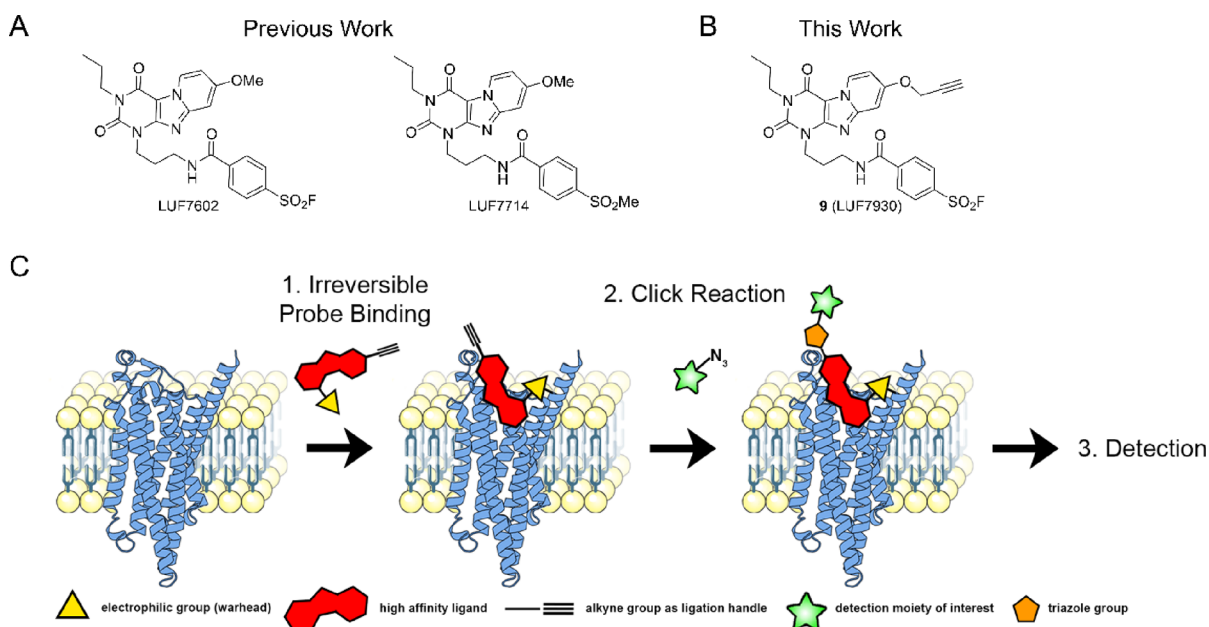 A
Previous Work
B
This Work
O
OMe
N
N
O
N
N
O
N
H
SO2F
LUF7602
O
OMe
N
N
O
N
N
O
N
H
SO2Me
LUF7714
O
O
N
N
O
N
N
O
N
H
SO2F
9 (LUF7930)
C
1. Irreversible
Probe Binding
2. Click Reaction
N3
3. Detection
electrophilic group (warhead)
high affinity ligand
alkyne group as ligation handle
detection moiety of interest
triazole group